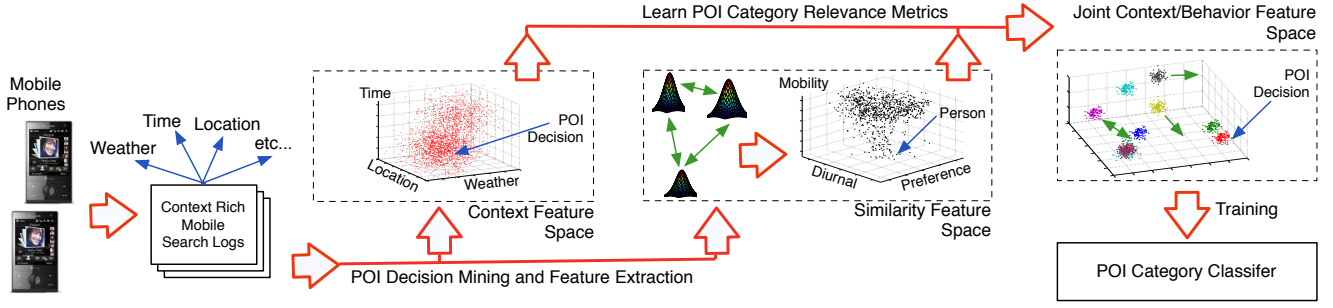 Learn POI Category Relevance Metrics
Joint Context/Behavior Feature
Space
Mobile
Phones
Time
Location
Weather
etc...
Context Rich
Mobile
Search Logs
Time
POI
Decision
Location
Weather
Context Feature
Space
Mobility
Person
Diurnal
Preference
Similarity Feature
Space
POI
Decision
Training
POI Category Classifer
POI Decision Mining and Feature Extraction